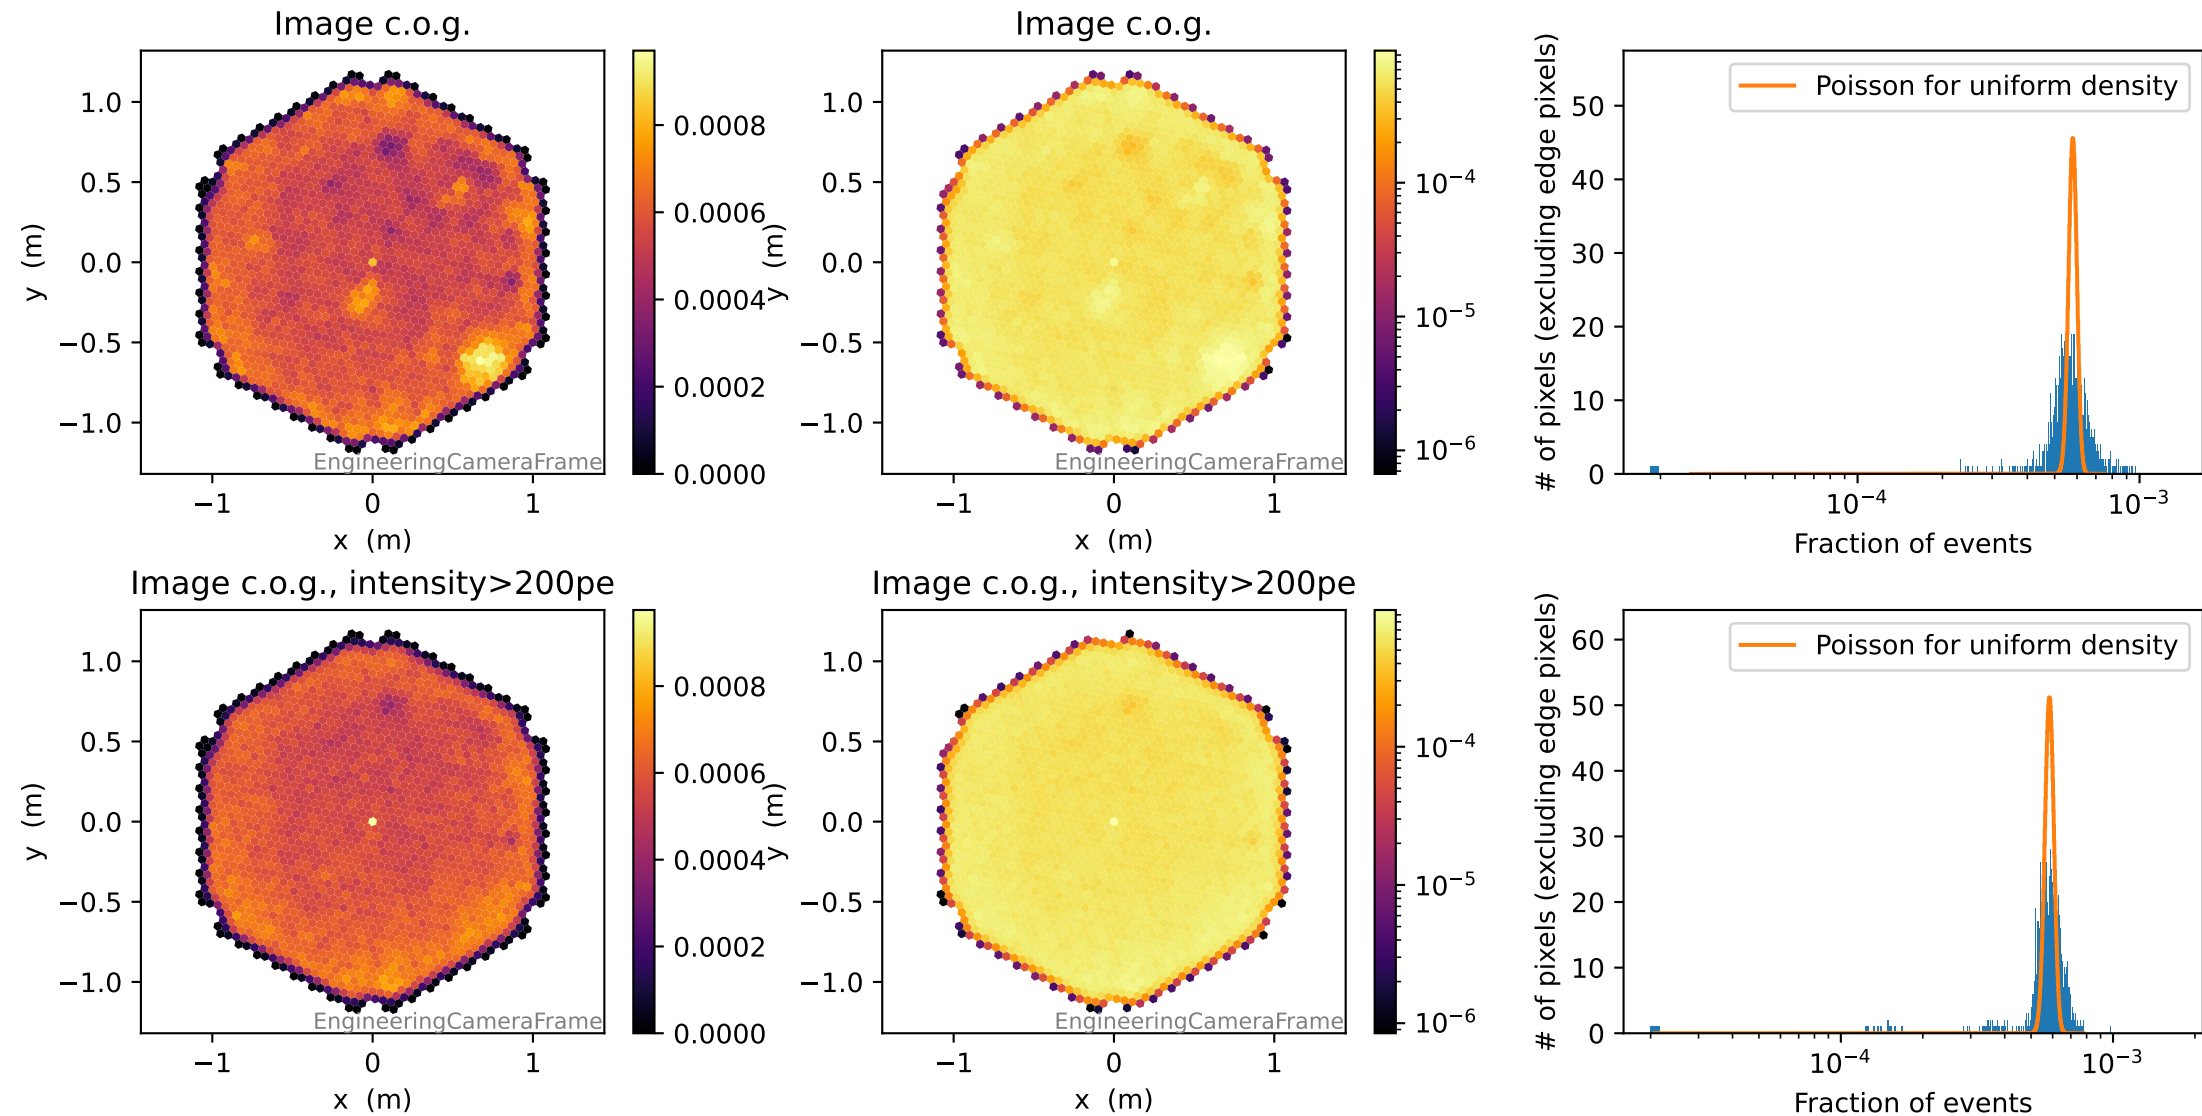 Image c.o.g.
1.0
0.5
0.0
−0.5
−1.0
y (m)
−1
0
1
x (m)
EngineeringCameraFrame
0.0008
0.0006
0.0004
0.0002
0.0000
Image c.o.g.
1.0
0.5
0.0
−0.5
−1.0
y (m)
−1
0
1
x (m)
EngineeringCameraFrame
10⁻⁴
10⁻⁵
10⁻⁶
Poisson for uniform density
# of pixels (excluding edge pixels)
50
40
30
20
10
0
10⁻⁴
10⁻³
Fraction of events
Image c.o.g., intensity>200pe
1.0
0.5
0.0
−0.5
−1.0
y (m)
−1
0
1
x (m)
EngineeringCameraFrame
0.0008
0.0006
0.0004
0.0002
0.0000
Image c.o.g., intensity>200pe
1.0
0.5
0.0
−0.5
−1.0
y (m)
−1
0
1
x (m)
EngineeringCameraFrame
10⁻⁴
10⁻⁵
10⁻⁶
Poisson for uniform density
# of pixels (excluding edge pixels)
60
50
40
30
20
10
0
10⁻⁴
10⁻³
Fraction of events